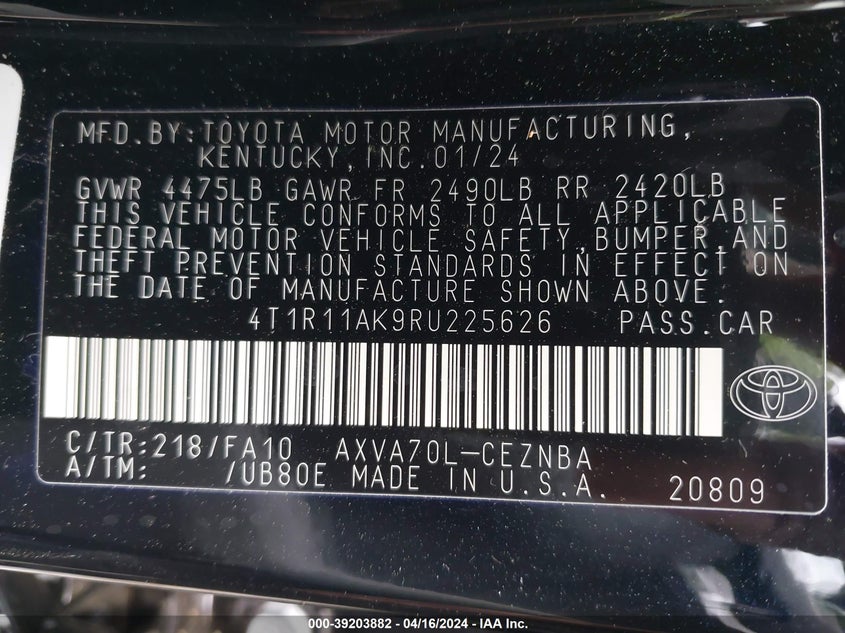 MFD.BY:TOYOTA MOTOR MANUFACTURING,
KENTUCKY,INC.01/24
GVWR 4475LB GAWR FR 2490LB RR 2420LB
THIS VEHICLE CONFORMS TO ALL APPLICABLE
FEDERAL MOTOR VEHICLE SAFETY,BUMPER,AND
THEFT PREVENTION STANDARDS IN EFFECT ON
THE DATE OF MANUFACTURE SHOWN ABOVE.
4T1R11AK9RU225626 PASS.CAR
C/TR:218/FA10 AXVA70L-CEZNBA
A/TM: /UB80E MADE IN U.S.A. 20809
000-39203882 - 04/16/2024 - IAA Inc.